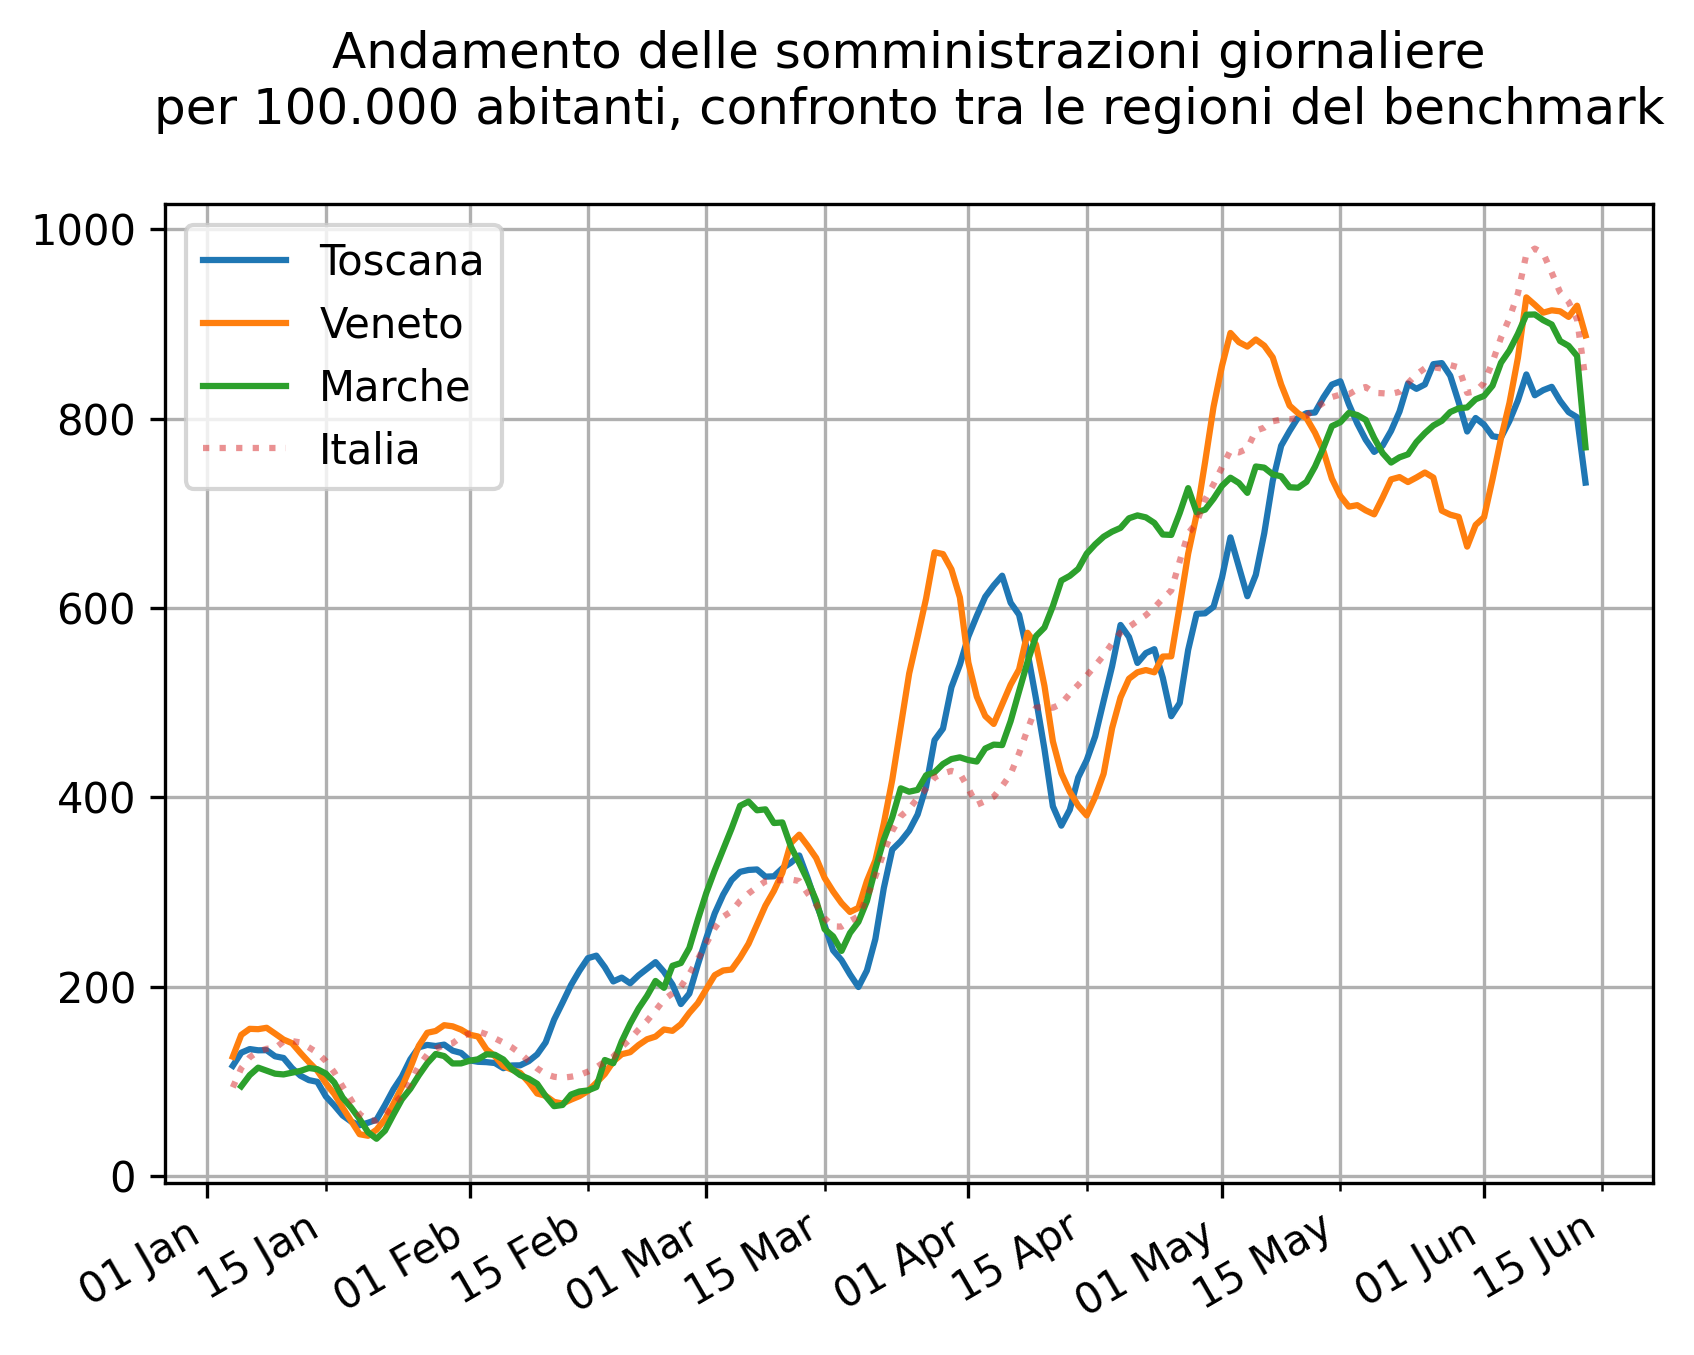 Andamento delle somministrazioni giornaliere
per 100.000 abitanti, confronto tra le regioni del benchmark
1000
800
600
400
200
0
Toscana
Veneto
Marche
Italia
01 Jan
15 Jan
01 Feb
15 Feb
01 Mar
15 Mar
01 Apr
15 Apr
01 May
15 May
01 Jun
15 Jun